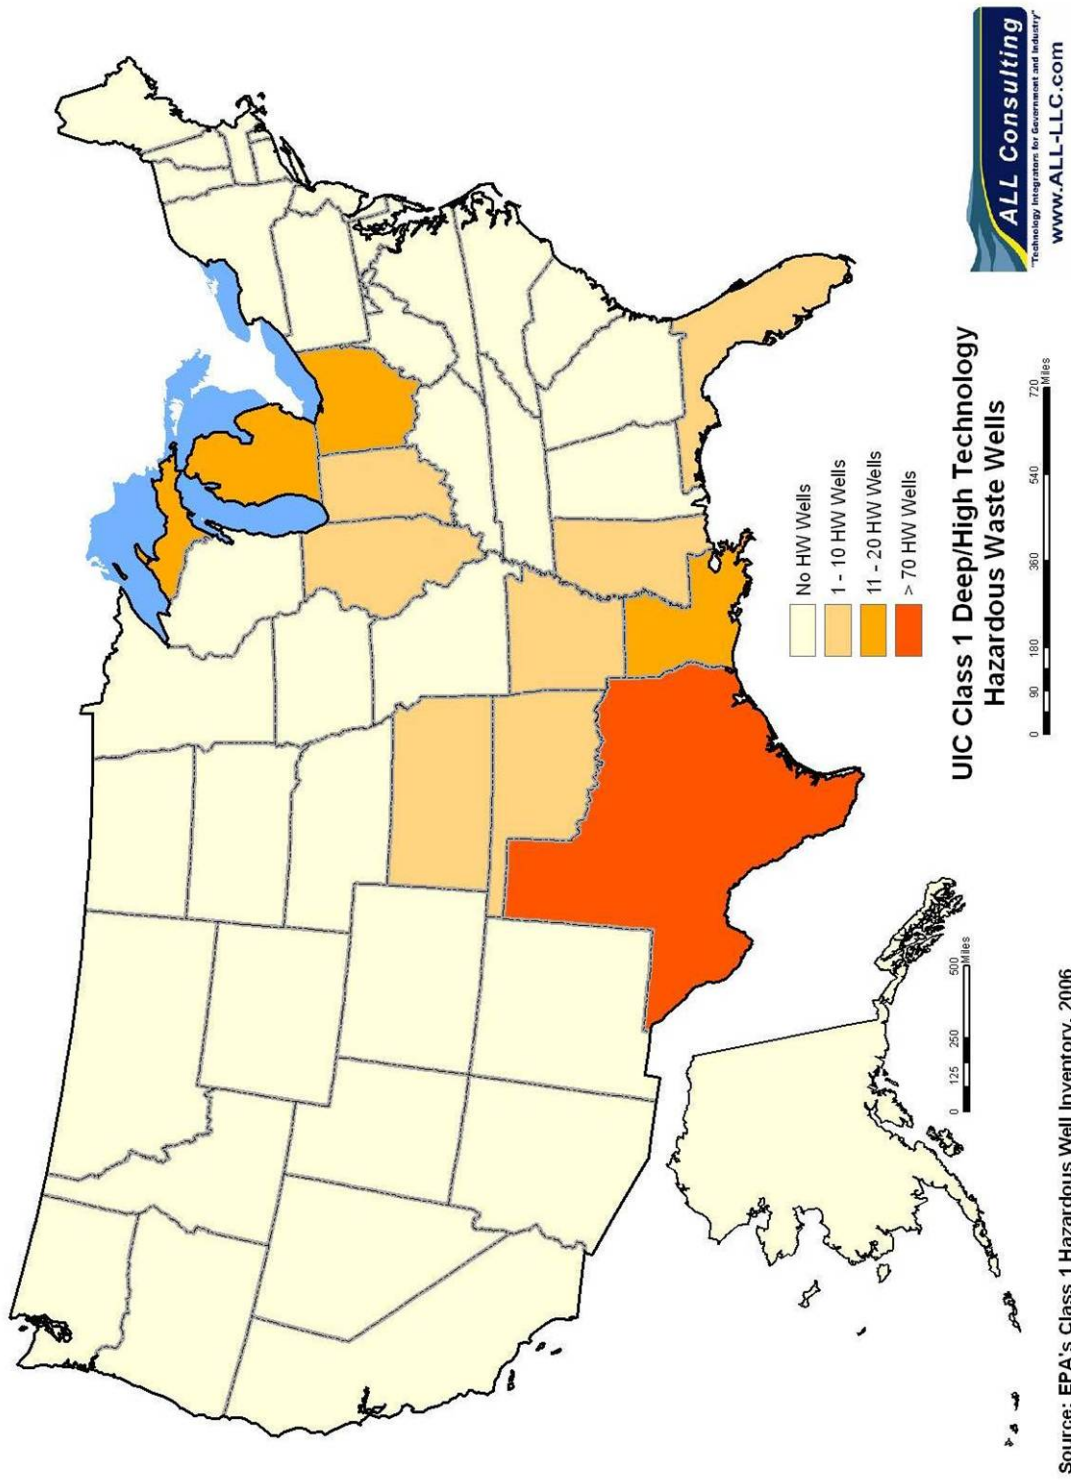 ALL Consulting
"Technology Integrators for Government and Industry"
www.ALL-LLC.com
No HW Wells
1 - 10 HW Wells
11 - 20 HW Wells
> 70 HW Wells
UIC Class 1 Deep/High Technology
Hazardous Waste Wells
0 90 180 360 540 720
Miles
0 125 250 500
Miles
Source: EPA's Class 1 Hazardous Well Inventory, 2006